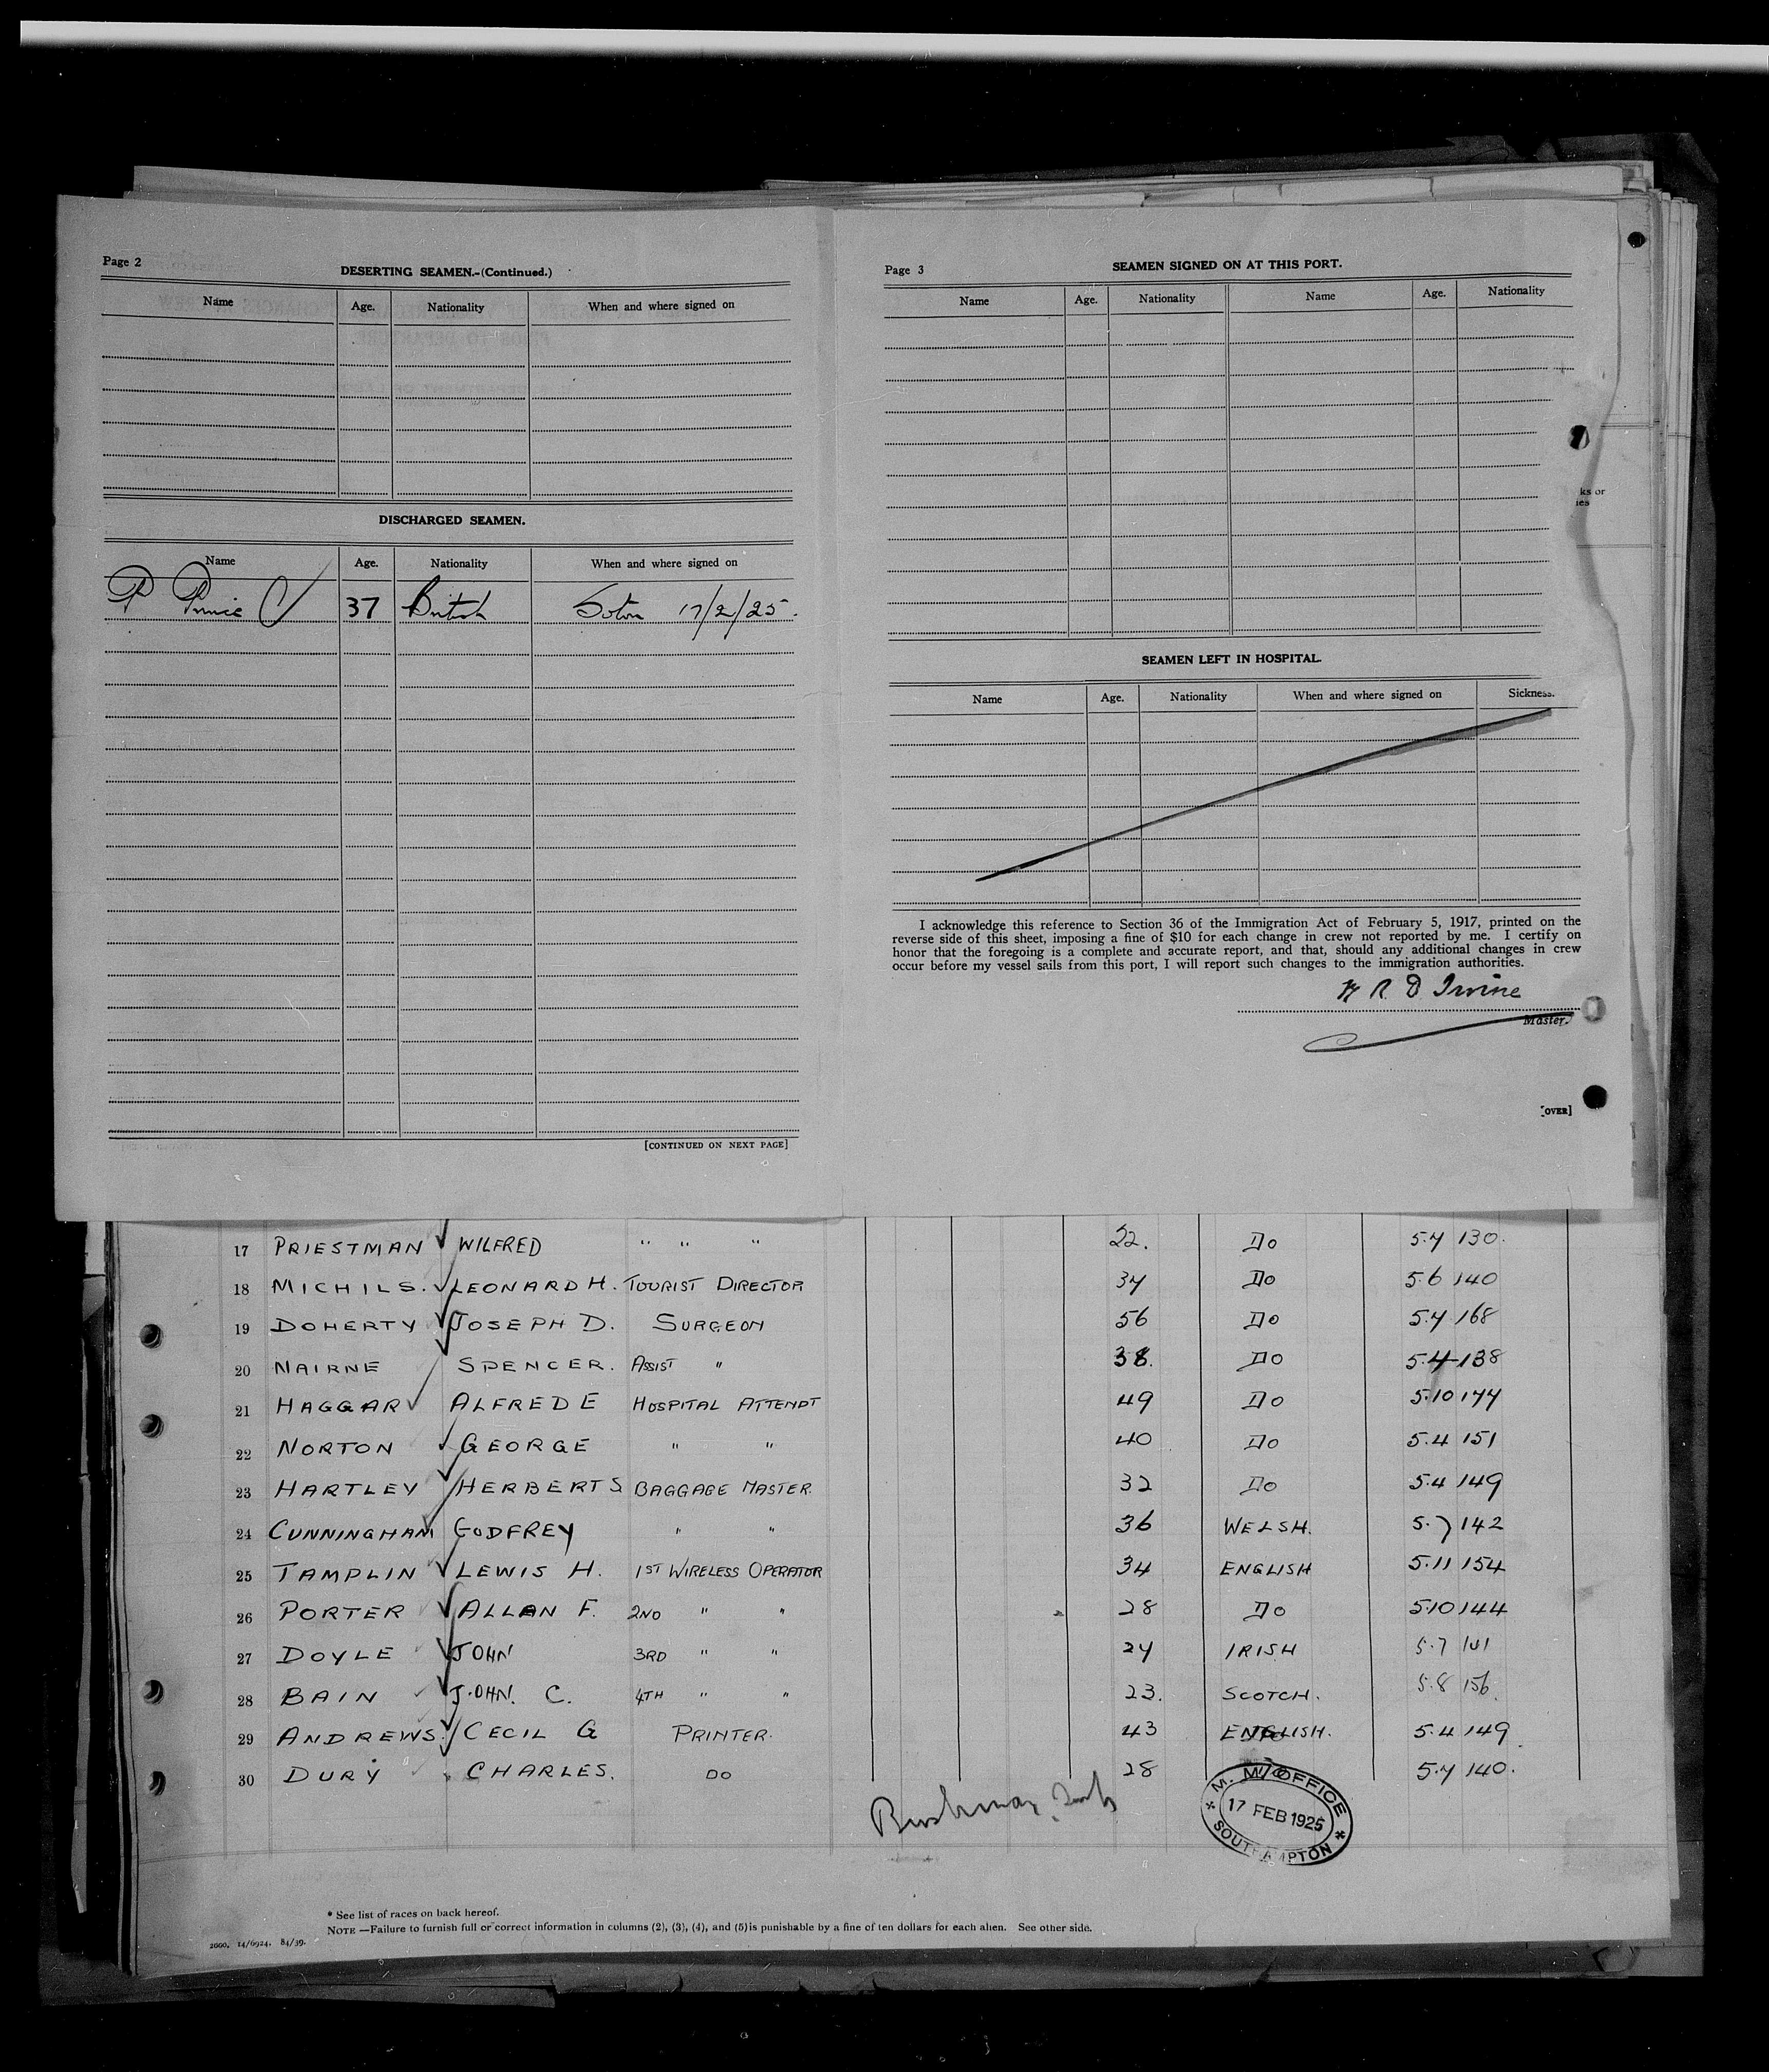 Page 2
DESERTING SEAMEN.-(Continued.)
Name Age. Nationality When and where signed on
DISCHARGED SEAMEN.
Name Age. Nationality When and where signed on
P 37 British Soton 17/2/25.
[CONTINUED ON NEXT PAGE]
Page 3
SEAMEN SIGNED ON AT THIS PORT.
Name Age. Nationality Name Age. Nationality
SEAMEN LEFT IN HOSPITAL.
Name Age. Nationality When and where signed on Sickness.
I acknowledge this reference to Section 36 of the Immigration Act of February 5, 1917, printed on the
reverse side of this sheet, imposing a fine of $10 for each change in crew not reported by me. I certify on
honor that the foregoing is a complete and accurate report, and that, should any additional changes in crew
occur before my vessel sails from this port, I will report such changes to the immigration authorities.
R D Irvine
Master.
[OVER]
ks or
ies
17 PRIESTMAN WILFRED " " " 22. Do 5.4 130.
18 MICHILS. LEONARD H. TOURIST DIRECTOR 34 Do 5.6 140
19 DOHERTY JOSEPH D. SURGEON 56 Do 5.4 168
20 NAIRNE SPENCER. ASSIST " 38. Do 5.4 138
21 HAGGAR ALFRED E HOSPITAL ATTENDT 49 Do 5.10 144
22 NORTON GEORGE " " 40 Do 5.4 151
23 HARTLEY HERBERT S BAGGAGE MASTER 32 Do 5.4 149
24 CUNNINGHAM GODFREY " " 36 WELSH. 5.7 142
25 TAMPLIN LEWIS H. 1ST WIRELESS OPERATOR 34 ENGLISH 5.11 154
26 PORTER ALLAN F. 2ND " " 28 Do 5.10 144
27 DOYLE JOHN 3RD " " 24 IRISH 5.7
28 BAIN JOHN. C. 4TH " " 23. SCOTCH. 5.8 156
29 ANDREWS. CECIL G PRINTER. 43 ENGLISH. 5.4 149
30 DURY CHARLES. DO 28 5.4 140.
M. M. OFFICE
17 FEB 1925
SOUTHAMPTON
* See list of races on back hereof.
NOTE —Failure to furnish full or correct information in columns (2), (3), (4), and (5) is punishable by a fine of ten dollars for each alien. See other side.
2000. 14/6924. 84/39.